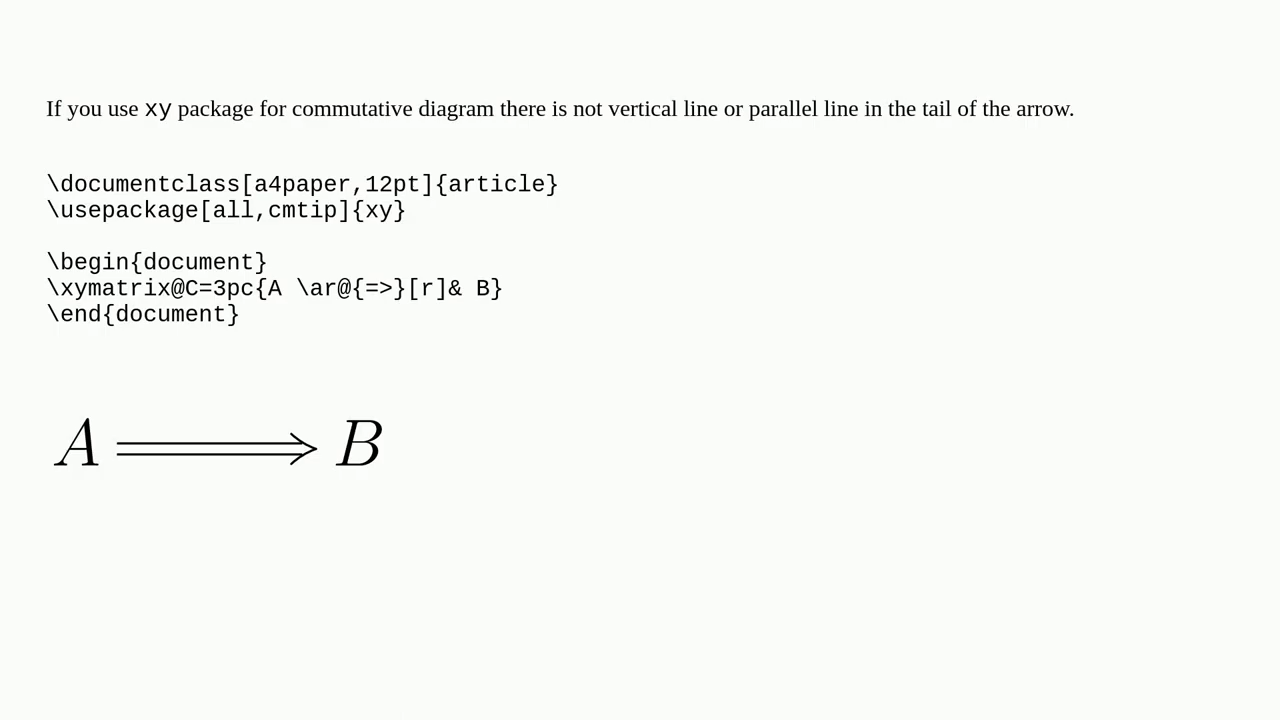 If you use xy package for commutative diagram there is not vertical line or parallel line in the tail of the arrow.
\documentclass[a4paper,12pt]{article}
\usepackage[all,cmtip]{xy}
\begin{document}
\xymatrix@C=3pc{A \ar@{=>}[r]& B}
\end{document}
A B